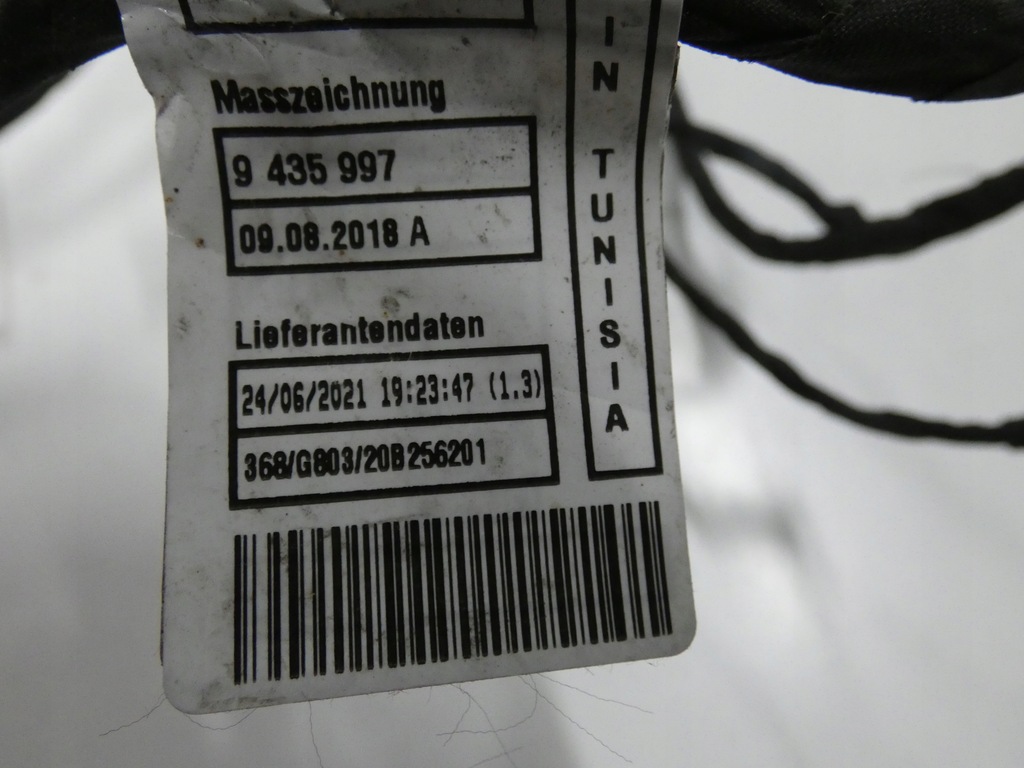 Masszeichnung
9 435 997
09.08.2018 A
Lieferantendaten
24/06/2021 19:23:47 (1.3)
368/G803/20B256201
IN TUNISIA